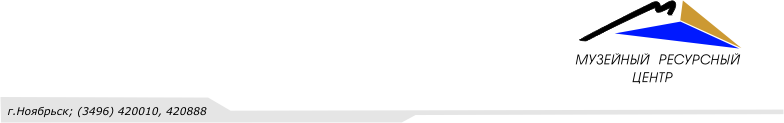 МУЗЕЙНЫЙ РЕСУРСНЫЙ
ЦЕНТР
г.Ноябрьск; (3496) 420010, 420888